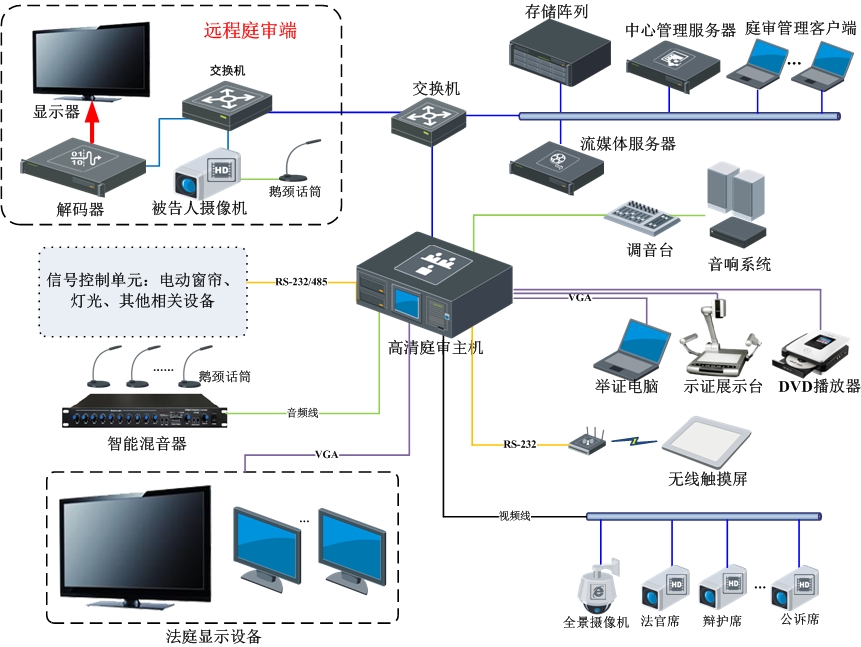 远程庭审端
交换机
显示器
解码器
被告人摄像机
鹅颈话筒
交换机
存储阵列
中心管理服务器
庭审管理客户端
...
流媒体服务器
调音台
音响系统
信号控制单元：电动窗帘、
灯光、其他相关设备
RS-232/485
高清庭审主机
VGA
举证电脑
示证展示台
DVD播放器
......
鹅颈话筒
智能混音器
音频线
RS-232
无线触摸屏
VGA
...
法庭显示设备
视频线
HD
HD
HD
HD
...
全景摄像机
法官席
辩护席
公诉席
01
10